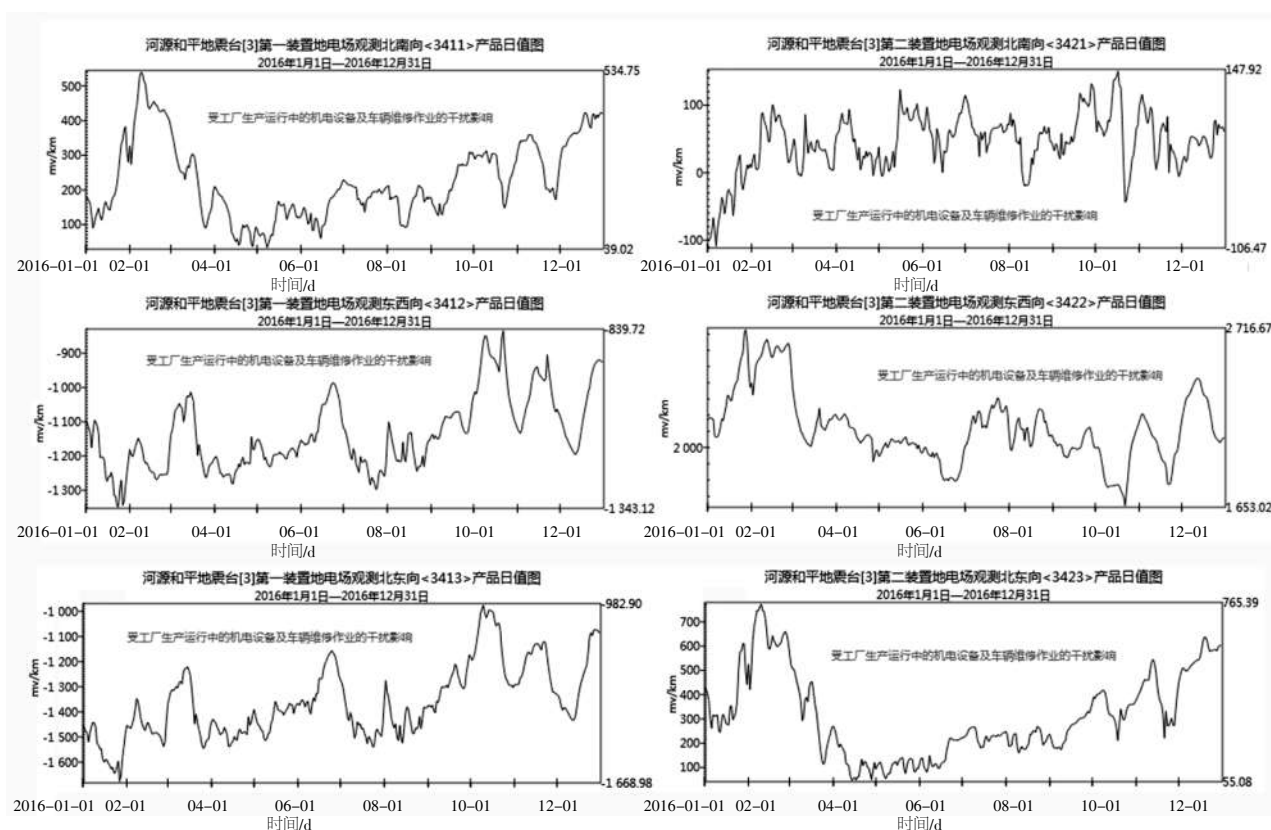 河源和平地震台[3]第一装置地电场观测北南向<3411>产品日值图
2016年1月1日—2016年12月31日
534.75
500
受工厂生产运行中的机电设备及车辆维修作业的干扰影响
400
300
mv/km
200
100
39.02
2016-01-01 02-01 04-01 06-01 08-01 10-01 12-01
时间/d
河源和平地震台[3]第二装置地电场观测北南向<3421>产品日值图
2016年1月1日—2016年12月31日
147.92
100
mv/km
0
受工厂生产运行中的机电设备及车辆维修作业的干扰影响
-100
-106.47
2016-01-01 02-01 04-01 06-01 08-01 10-01 12-01
时间/d
河源和平地震台[3]第一装置地电场观测东西向<3412>产品日值图
2016年1月1日—2016年12月31日
-839.72
-900
受工厂生产运行中的机电设备及车辆维修作业的干扰影响
-1 000
-1 100
mv/km
-1 200
-1 300
-1 343.12
2016-01-01 02-01 04-01 06-01 08-01 10-01 12-01
时间/d
河源和平地震台[3]第二装置地电场观测东西向<3422>产品日值图
2016年1月1日—2016年12月31日
2 716.67
受工厂生产运行中的机电设备及车辆维修作业的干扰影响
mv/km
2 000
1 653.02
2016-01-01 02-01 04-01 06-01 08-01 10-01 12-01
时间/d
河源和平地震台[3]第一装置地电场观测北东向<3413>产品日值图
2016年1月1日—2016年12月31日
-982.90
-1 000
-1 100
受工厂生产运行中的机电设备及车辆维修作业的干扰影响
-1 200
-1 300
mv/km
-1 400
-1 500
-1 600
-1 668.98
2016-01-01 02-01 04-01 06-01 08-01 10-01 12-01
时间/d
河源和平地震台[3]第二装置地电场观测北东向<3423>产品日值图
2016年1月1日—2016年12月31日
765.39
700
600
受工厂生产运行中的机电设备及车辆维修作业的干扰影响
500
400
mv/km
300
200
100
55.08
2016-01-01 02-01 04-01 06-01 08-01 10-01 12-01
时间/d